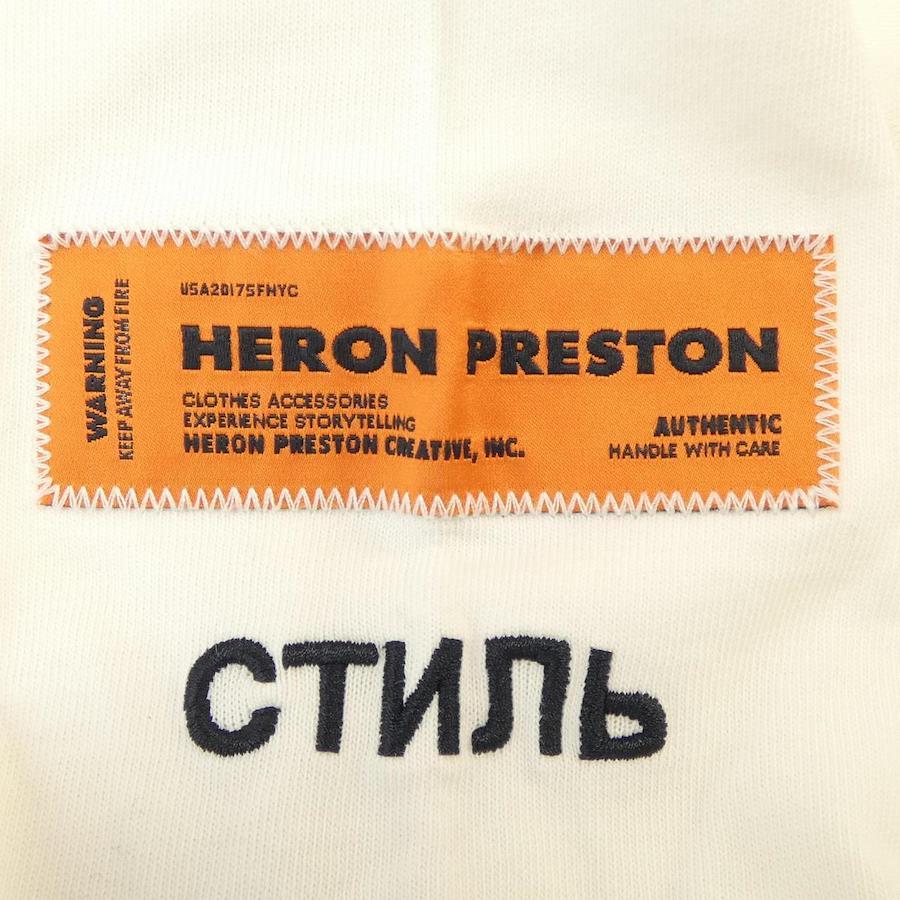 WARNING
KEEP AWAY FROM FIRE
USA20175FNYC
HERON PRESTON
CLOTHES ACCESSORIES
EXPERIENCE STORYTELLING
HERON PRESTON CREATIVE, INC.
AUTHENTIC
HANDLE WITH CARE
СТИЛЬ